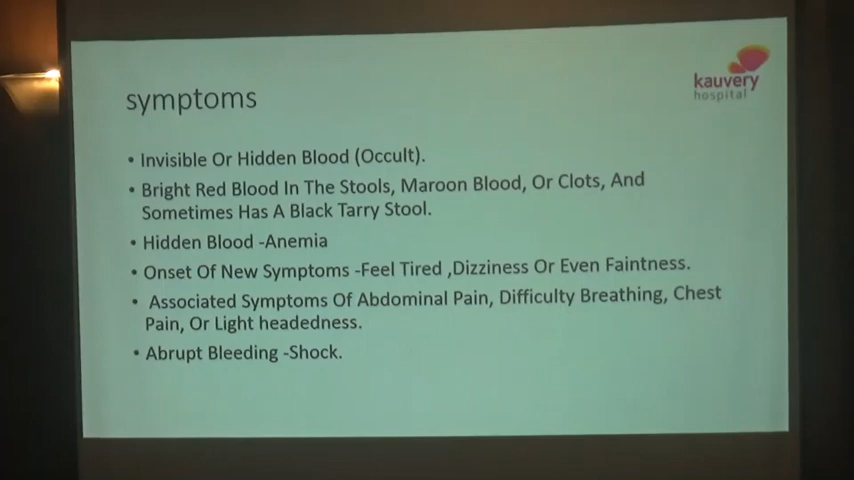 kauvery
hospital
symptoms
• Invisible Or Hidden Blood (Occult).
• Bright Red Blood In The Stools, Maroon Blood, Or Clots, And
Sometimes Has A Black Tarry Stool.
• Hidden Blood -Anemia
• Onset Of New Symptoms -Feel Tired ,Dizziness Or Even Faintness.
• Associated Symptoms Of Abdominal Pain, Difficulty Breathing, Chest
Pain, Or Light headedness.
• Abrupt Bleeding -Shock.